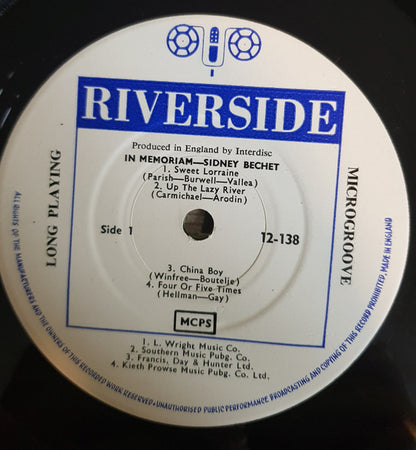 RIVERSIDE
Produced in England by Interdisc
IN MEMORIAM—SIDNEY BECHET
1. Sweet Lorraine
(Parish—Burwell—Vallea)
2. Up The Lazy River
(Carmichael—Arodin)
LONG PLAYING
MICROGROOVE
Side 1
12-138
3. China Boy
(Winfree—Boutelje)
4. Four Or Five Times
(Hellman—Gay)
MCPS
1. L. Wright Music Co.
2. Southern Music Pubg. Co.
3. Francis, Day & Hunter Ltd.
4. Kieth Prowse Music Pubg. Co. Ltd.
ALL RIGHTS OF THE MANUFACTURERS AND THE OWNERS OF THIS RECORDED WORK RESERVED—UNAUTHORISED PUBLIC PERFORMANCE BROADCASTING AND COPYING OF THIS RECORD PROHIBITED, MADE IN ENGLAND